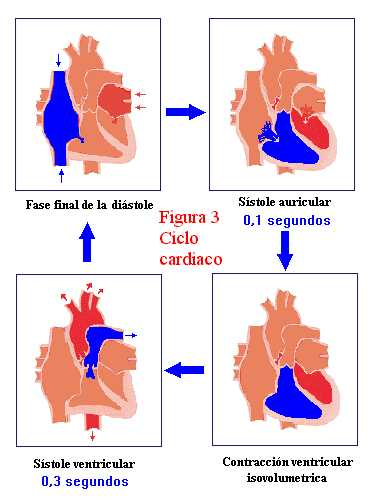 Fase final de la diástole
Sístole auricular
0,1 segundos
Figura 3
Ciclo
cardiaco
Sístole ventricular
0,3 segundos
Contracción ventricular
isovolumetrica